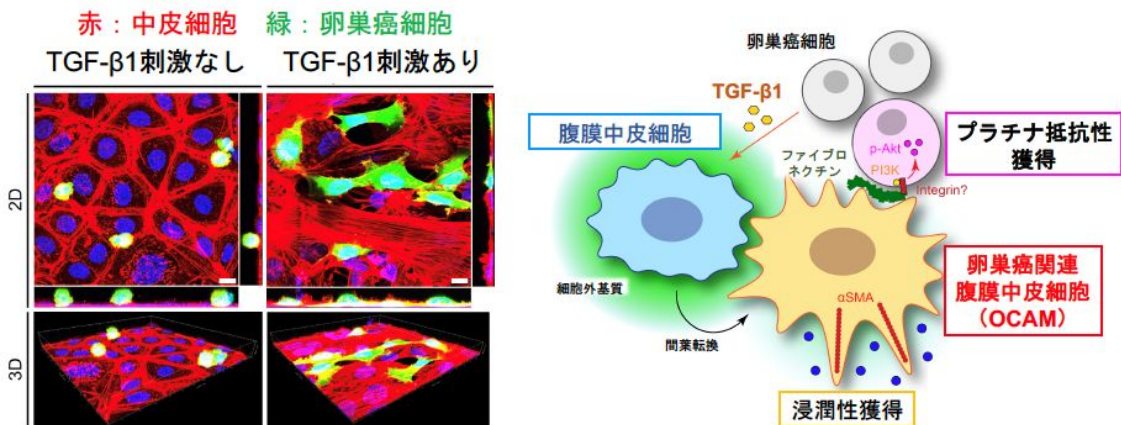 赤：中皮細胞　緑：卵巣癌細胞
TGF-β1刺激なし　TGF-β1刺激あり
2D
3D
卵巣癌細胞
TGF-β1
腹膜中皮細胞
ファイブロ
ネクチン
p-Akt
PI3K
Integrin?
プラチナ抵抗性
獲得
細胞外基質
間葉転換
αSMA
卵巣癌関連
腹膜中皮細胞
（OCAM）
浸潤性獲得